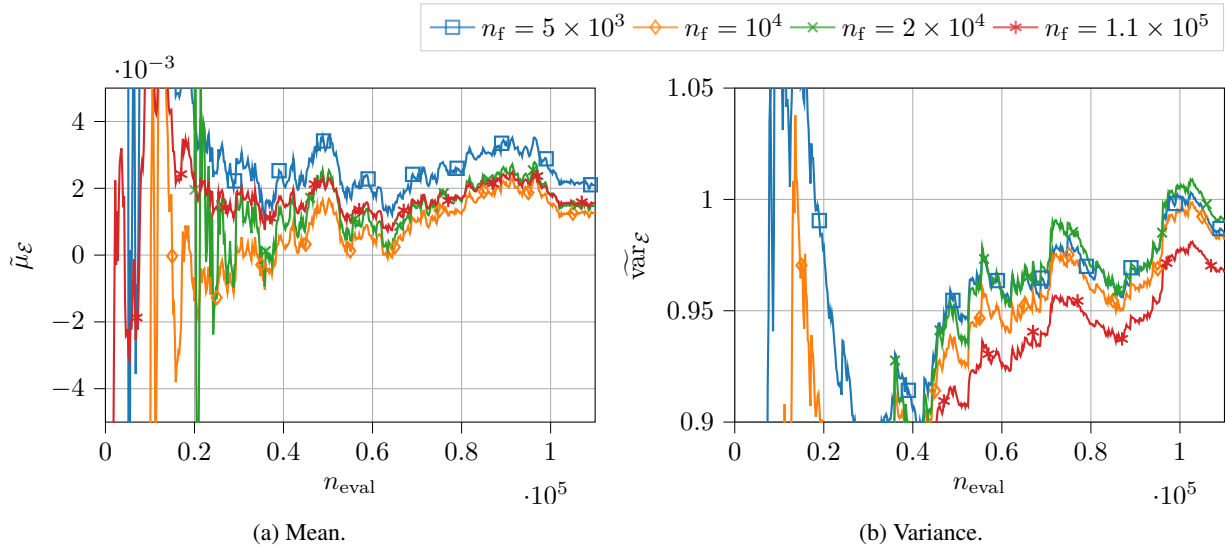 n_f = 5 × 10^3 n_f = 10^4 n_f = 2 × 10^4 n_f = 1.1 × 10^5
·10^−3
4
2
0
−2
−4
μ̃_ℰ
0 0.2 0.4 0.6 0.8 1
n_eval
·10^5
(a) Mean.
1.05
1
0.95
0.9
var͂_ℰ
0 0.2 0.4 0.6 0.8 1
n_eval
·10^5
(b) Variance.